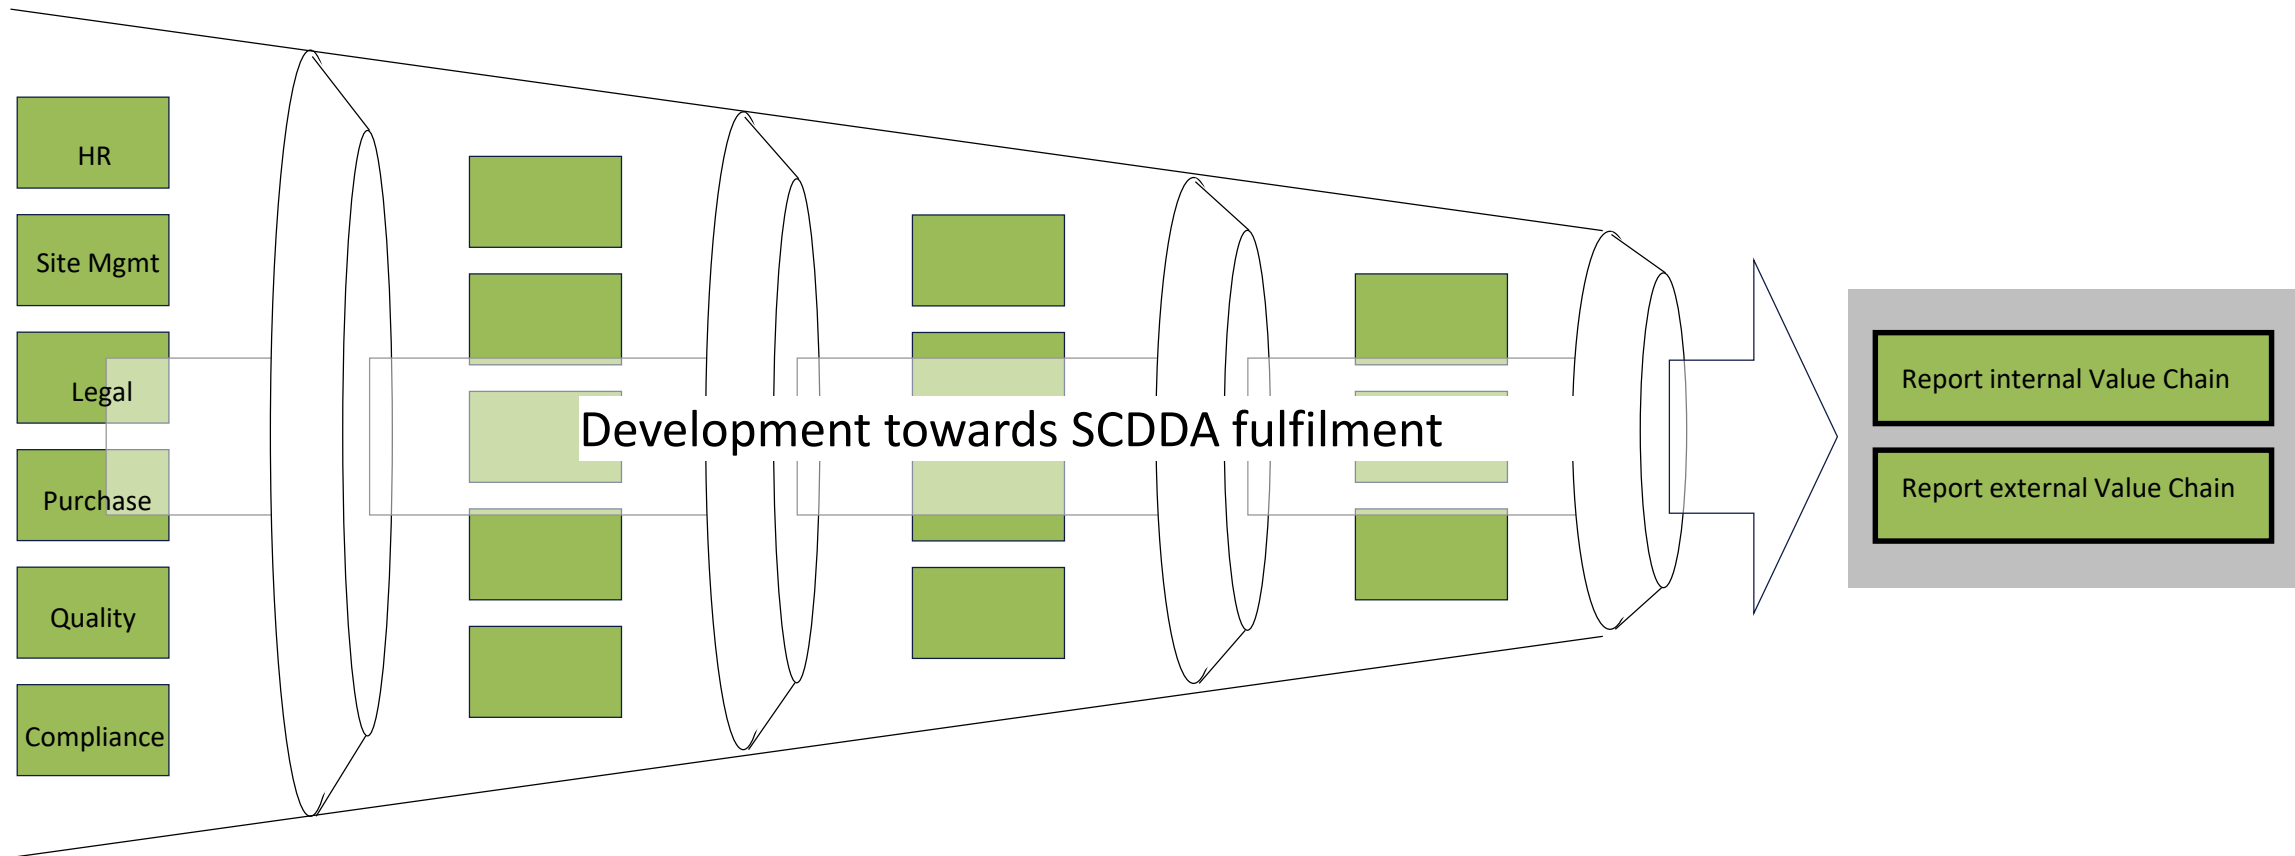 HR
Site Mgmt
Legal
Purchase
Quality
Compliance
Development towards SCDDA fulfilment
Report internal Value Chain
Report external Value Chain